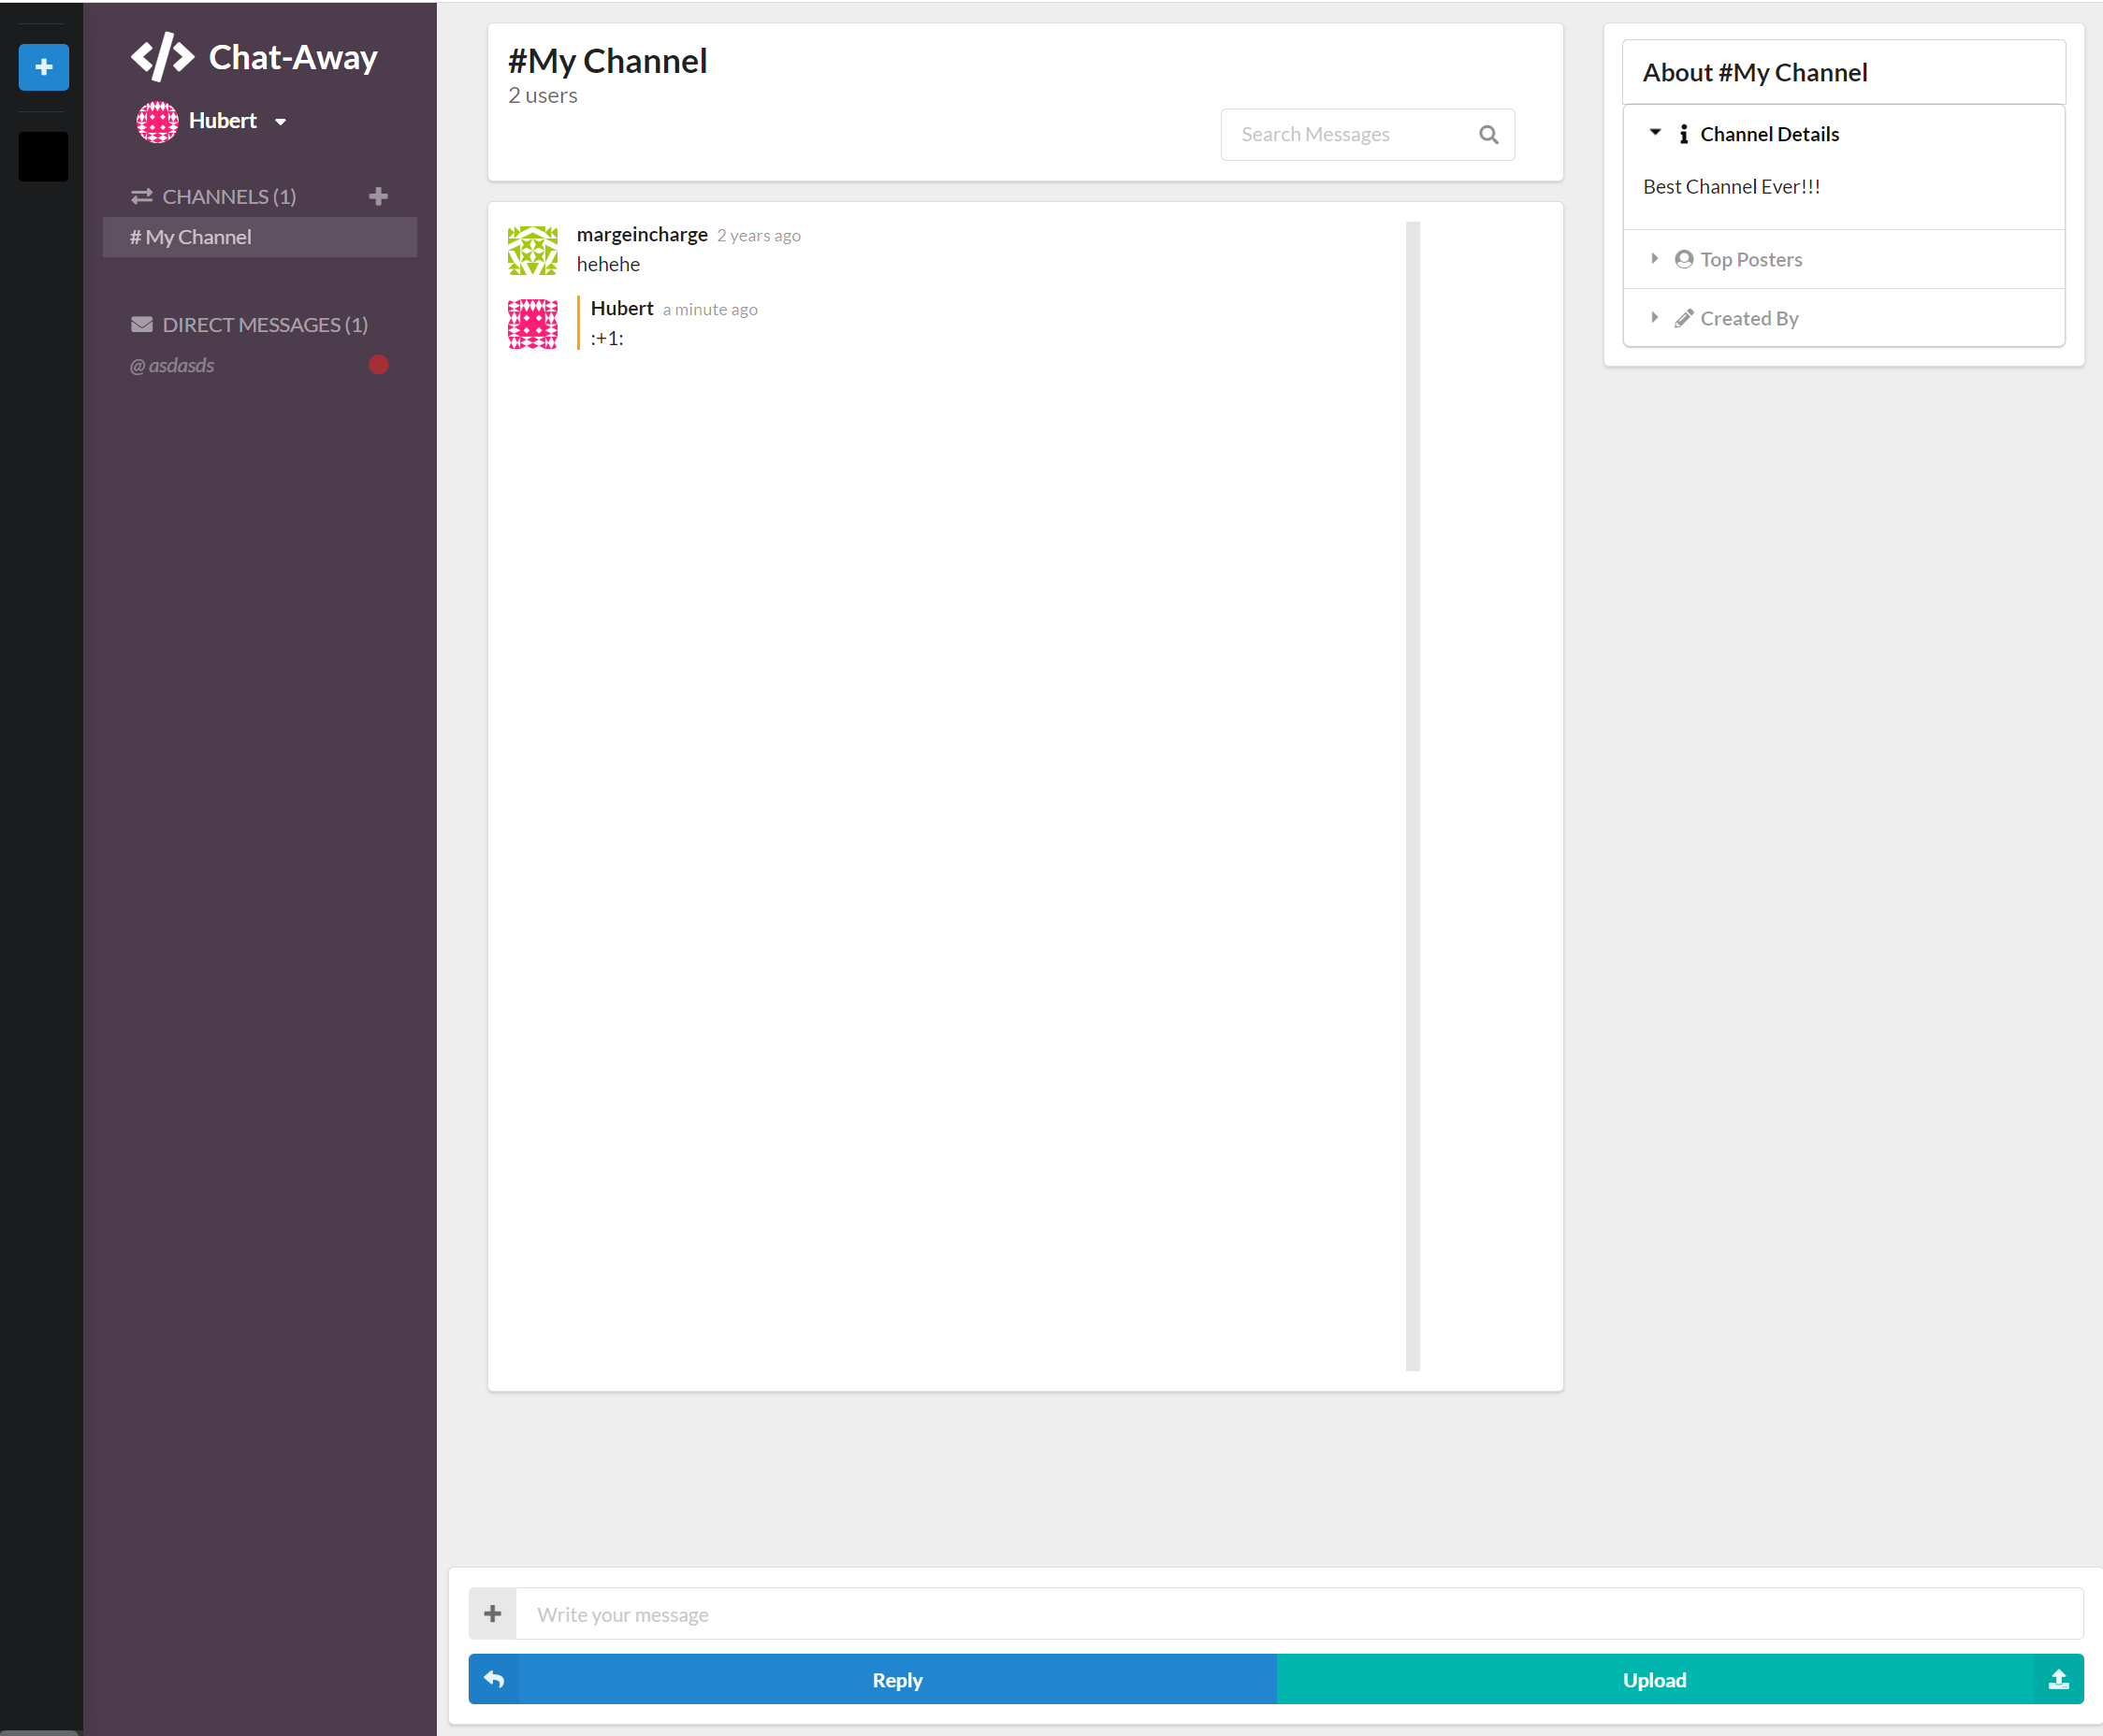 Chat-Away
Hubert
CHANNELS (1)
# My Channel
DIRECT MESSAGES (1)
@ asdasds
#My Channel
2 users
Search Messages
margeincharge 2 years ago
hehehe
Hubert a minute ago
:+1:
About #My Channel
Channel Details
Best Channel Ever!!!
Top Posters
Created By
Write your message
Reply
Upload